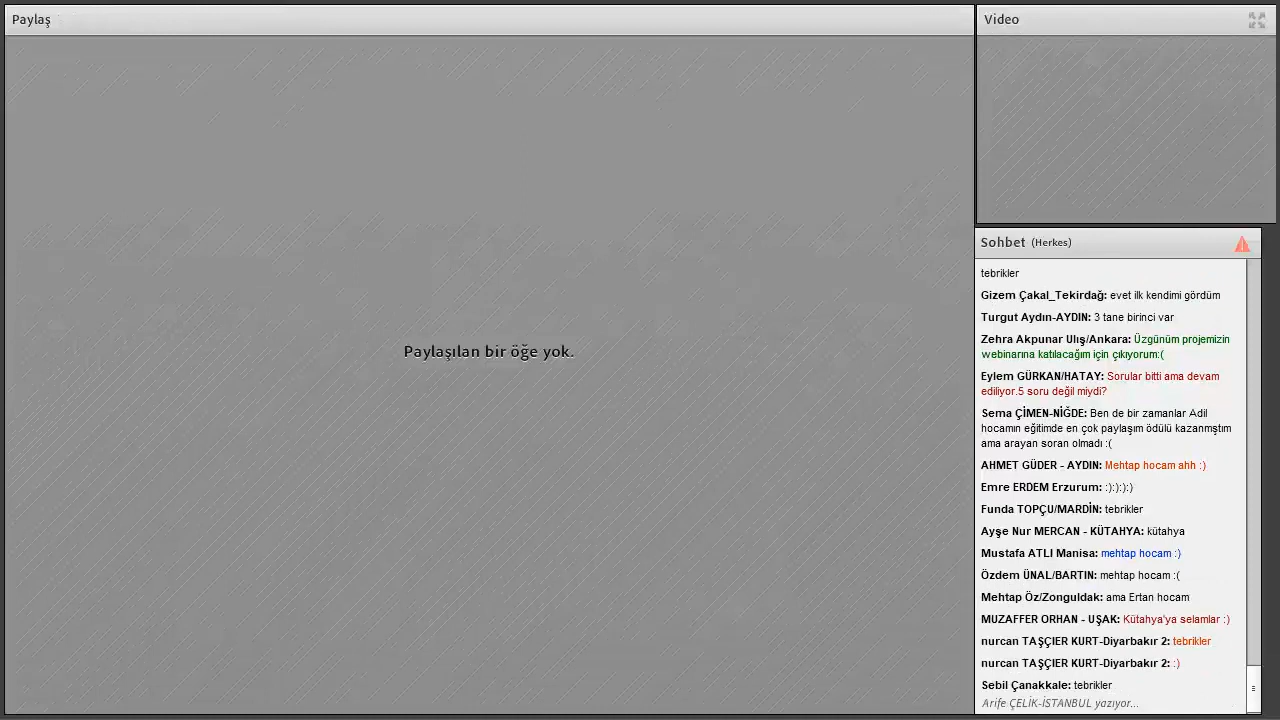 Paylaş
Paylaşılan bir öğe yok.
Video
Sohbet (Herkes)
tebrikler
Gizem Çakal_Tekirdağ: evet ilk kendimi gördüm
Turgut Aydın-AYDIN: 3 tane birinci var
Zehra Akpunar Ulış/Ankara: Üzgünüm projemizin
webinarına katılacağım için çıkıyorum:(
Eylem GÜRKAN/HATAY: Sorular bitti ama devam
ediliyor.5 soru değil miydi?
Sema ÇİMEN-NİĞDE: Ben de bir zamanlar Adil
hocamın eğitimde en çok paylaşım ödülü kazanmştım
ama arayan soran olmadı :(
AHMET GÜDER - AYDIN: Mehtap hocam ahh :)
Emre ERDEM Erzurum: :):):):)
Funda TOPÇU/MARDİN: tebrikler
Ayşe Nur MERCAN - KÜTAHYA: kütahya
Mustafa ATLI Manisa: mehtap hocam :)
Özdem ÜNAL/BARTIN: mehtap hocam :(
Mehtap Öz/Zonguldak: ama Ertan hocam
MUZAFFER ORHAN - UŞAK: Kütahya'ya selamlar :)
nurcan TAŞÇIER KURT-Diyarbakır 2: tebrikler
nurcan TAŞÇIER KURT-Diyarbakır 2: :)
Sebil Çanakkale: tebrikler
Arife ÇELİK-İSTANBUL yazıyor...